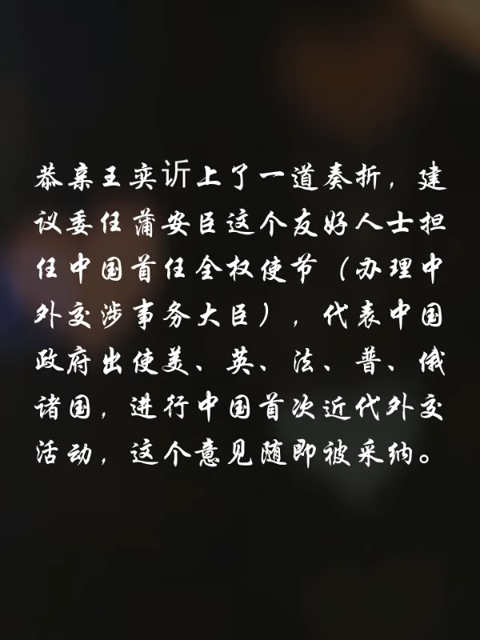 恭亲王奕䜣上了一道奏折，建
议委任蒲安臣这个友好人士担
任中国首任全权使节（办理中
外交涉事务大臣），代表中国
政府出使美、英、法、普、俄
诸国，进行中国首次近代外交
活动，这个意见随即被采纳。